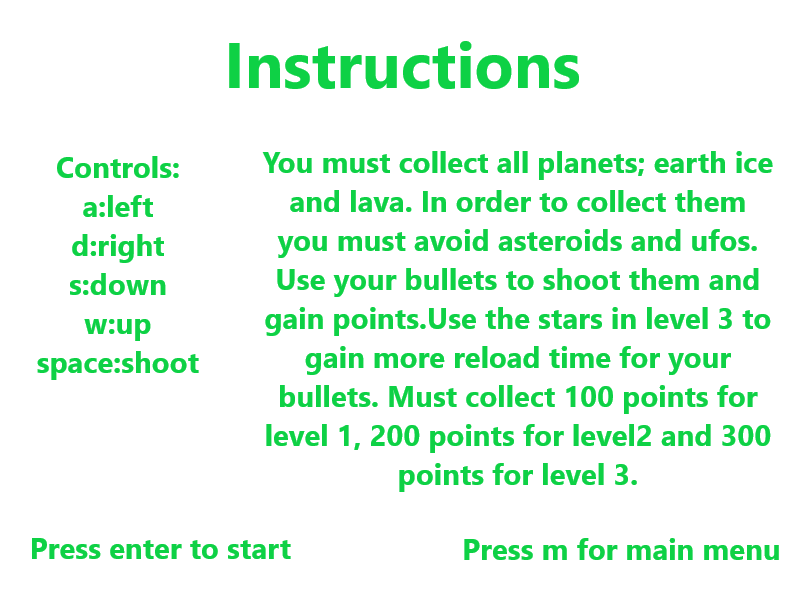 Instructions
Controls:
a:left
d:right
s:down
w:up
space:shoot
You must collect all planets; earth ice
and lava. In order to collect them
you must avoid asteroids and ufos.
Use your bullets to shoot them and
gain points.Use the stars in level 3 to
gain more reload time for your
bullets. Must collect 100 points for
level 1, 200 points for level2 and 300
points for level 3.
Press enter to start
Press m for main menu